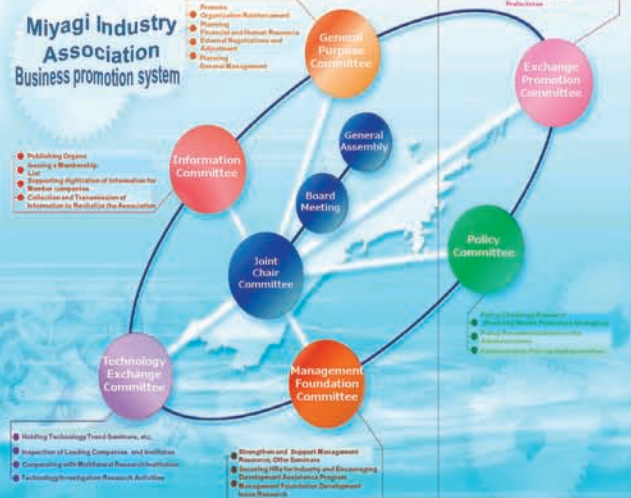 Miyagi Industry
Association
Business promotion system
Promote
Organization Reinforcement
Planning
Financial and Human Resource
External Negotiations and
Adjustment
Planning
General Management
General
Purpose
Committee
Prefectures
Exchange
Promotion
Committee
General
Assembly
Publishing Organs
Issuing a Membership
List
Supporting digitization of information for
Member companies
Collection and Transmission of
Information to Revitalize the Association
Information
Committee
Board
Meeting
Policy
Committee
Joint
Chair
Committee
Technology
Exchange
Committee
Management
Foundation
Committee
Holding Technology Trend Seminars, etc.
Inspection of Leading Companies and Institutes
Cooperating with Multilateral Research Institution
Technology Investigation Research Activities
Strengthen and Support Management
Resource, Offer Seminars
Securing HRs for Industry and Encouraging
Development Assistance Program
Management Foundation Development
Issue Research